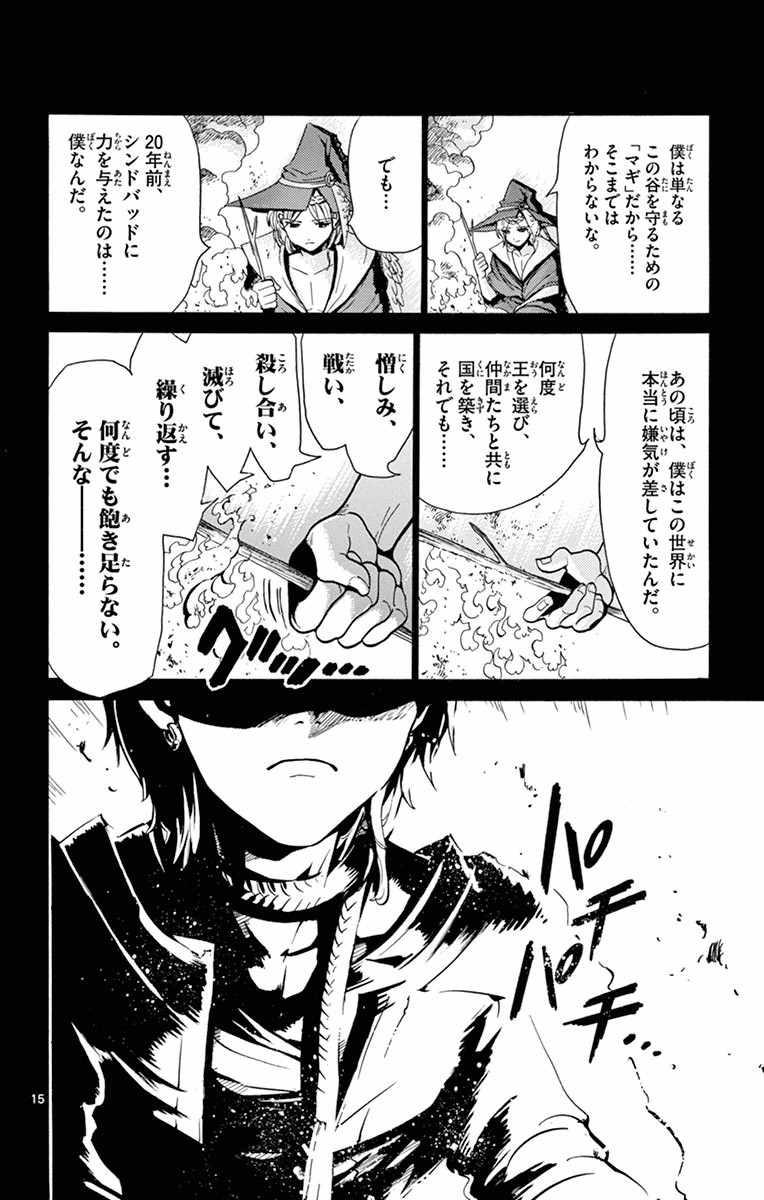 僕は単なる
この谷を守るための
「マギ」だから……
そこまでは
わからないな。
でも…
20年前、
シンドバッドに
力を与えたのは……
僕なんだ。
あの頃は、僕はこの世界に
本当に嫌気が差していたんだ。
何度
王を選び、
仲間たちと共に
国を築き、
それでも……
憎しみ、
戦い、
殺し合い、
滅びて、
繰り返す…
何度でも飽き足らない。
そんな――……
グッ…
パチ
パチ…
15